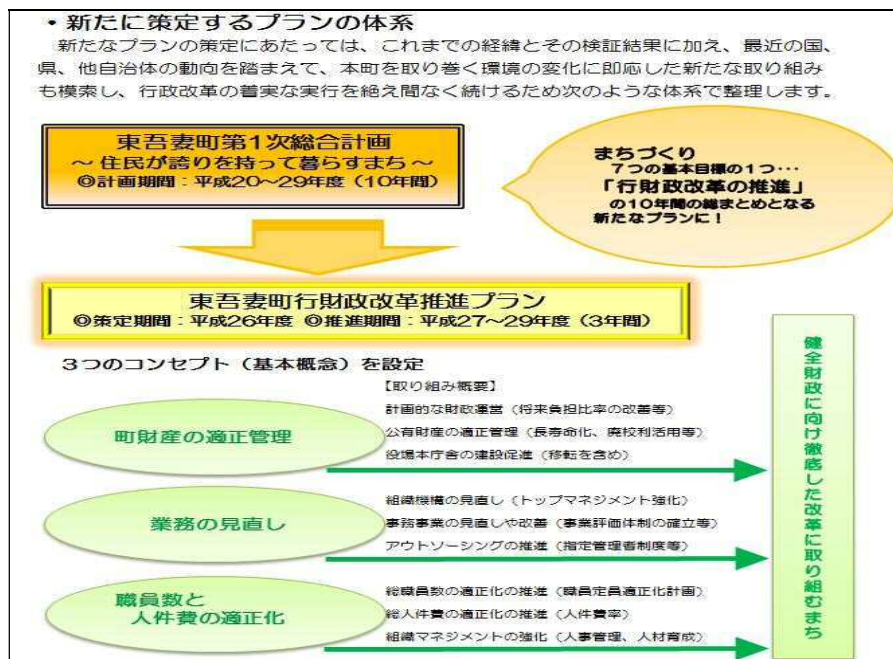 ・新たに策定するプランの体系
新たなプランの策定にあたっては、これまでの経緯とその検証結果に加え、最近の国、
県、他自治体の動向を踏まえて、本町を取り巻く環境の変化に即応した新たな取り組み
も模索し、行政改革の着実な実行を絶え間なく続けるため次のような体系で整理します。
東吾妻町第1次総合計画
～住民が誇りを持って暮らすまち～
◎計画期間：平成20～29年度（10年間）
まちづくり
７つの基本目標の１つ･･･
「行財政改革の推進」
の１０年間の総まとめとなる
新たなプランに！
東吾妻町行財政改革推進プラン
◎策定期間：平成26年度 ◎推進期間：平成27～29年度（3年間）
３つのコンセプト（基本概念）を設定
【取り組み概要】
町財産の適正管理
計画的な財政運営（将来負担比率の改善等）
公有財産の適正管理（長寿命化、廃校利活用等）
役場本庁舎の建設促進（移転を含め）
業務の見直し
組織機構の見直し（トップマネジメント強化）
事務事業の見直しや改善（事業評価体制の確立等）
アウトソーシングの推進（指定管理者制度等）
職員数と
人件費の適正化
総職員数の適正化の推進（職員定員適正化計画）
総人件費の適正化の推進（人件費率）
組織マネジメントの強化（人事管理、人材育成）
健全財政に向け徹底した改革に取り組むまち